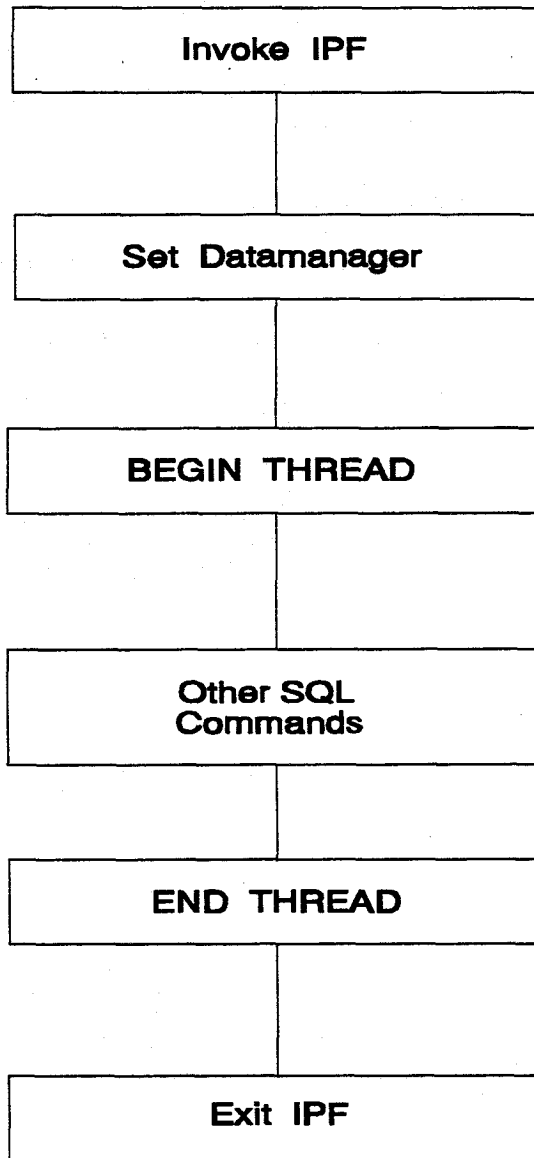 Invoke IPF
Set Datamanager
BEGIN THREAD
Other SQL
Commands
END THREAD
Exit IPF